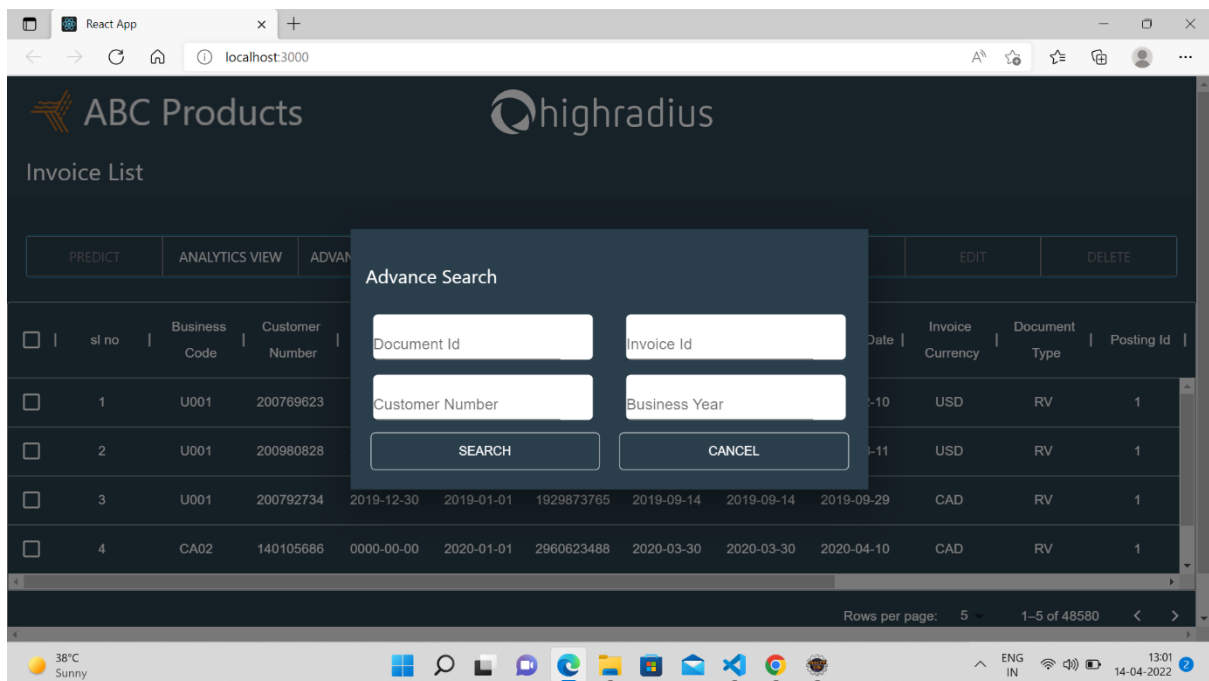 React App
localhost:3000
ABC Products
highradius
Invoice List
PREDICT ANALYTICS VIEW ADVAN EDIT DELETE
Advance Search
Document Id Invoice Id
Customer Number Business Year
SEARCH CANCEL
sl no | Business Code | Customer Number | Date | Invoice Currency | Document Type | Posting Id |
1 U001 200769623 -10 USD RV 1
2 U001 200980828 -11 USD RV 1
3 U001 200792734 2019-12-30 2019-01-01 1929873765 2019-09-14 2019-09-14 2019-09-29 CAD RV 1
4 CA02 140105686 0000-00-00 2020-01-01 2960623488 2020-03-30 2020-03-30 2020-04-10 CAD RV 1
Rows per page: 5 1–5 of 48580
38°C
Sunny
ENG
IN
13:01
14-04-2022
2